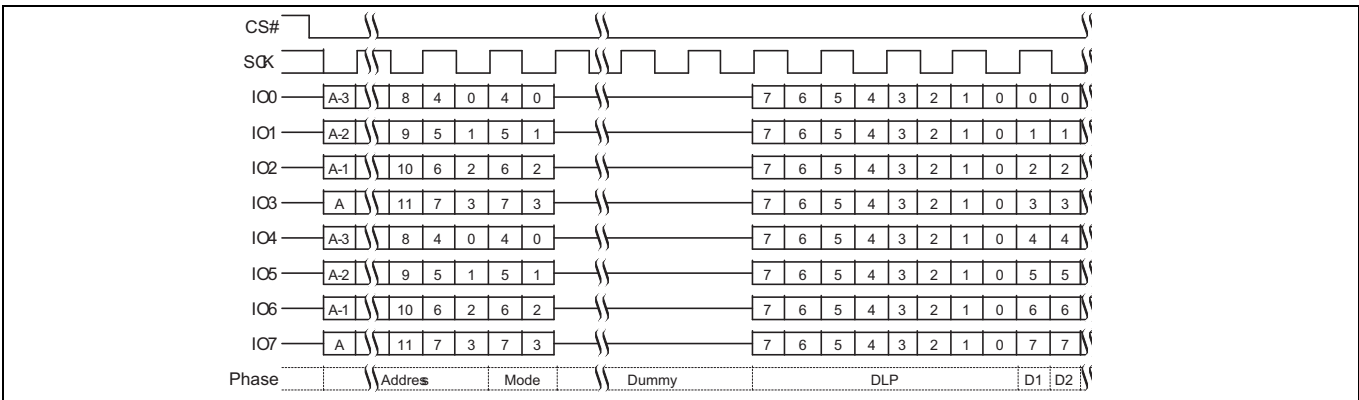 CS#
SCK
IO0 A-3 8 4 0 4 0 7 6 5 4 3 2 1 0 0 0
IO1 A-2 9 5 1 5 1 7 6 5 4 3 2 1 0 1 1
IO2 A-1 10 6 2 6 2 7 6 5 4 3 2 1 0 2 2
IO3 A 11 7 3 7 3 7 6 5 4 3 2 1 0 3 3
IO4 A-3 8 4 0 4 0 7 6 5 4 3 2 1 0 4 4
IO5 A-2 9 5 1 5 1 7 6 5 4 3 2 1 0 5 5
IO6 A-1 10 6 2 6 2 7 6 5 4 3 2 1 0 6 6
IO7 A 11 7 3 7 3 7 6 5 4 3 2 1 0 7 7
Phase Address Mode Dummy DLP D1 D2